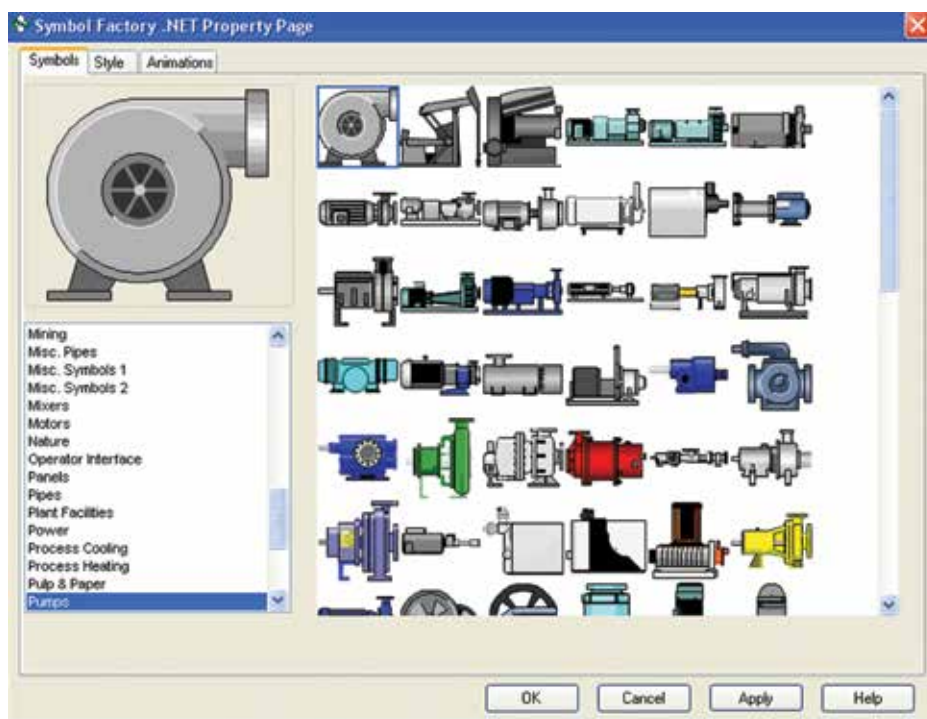 Symbol Factory .NET Property Page
Symbols Style Animations
Mining
Misc. Pipes
Misc. Symbols 1
Misc. Symbols 2
Mixers
Motors
Nature
Operator Interface
Panels
Pipes
Plant Facilities
Power
Process Cooling
Process Heating
Pulp & Paper
Pumps
OK Cancel Apply Help